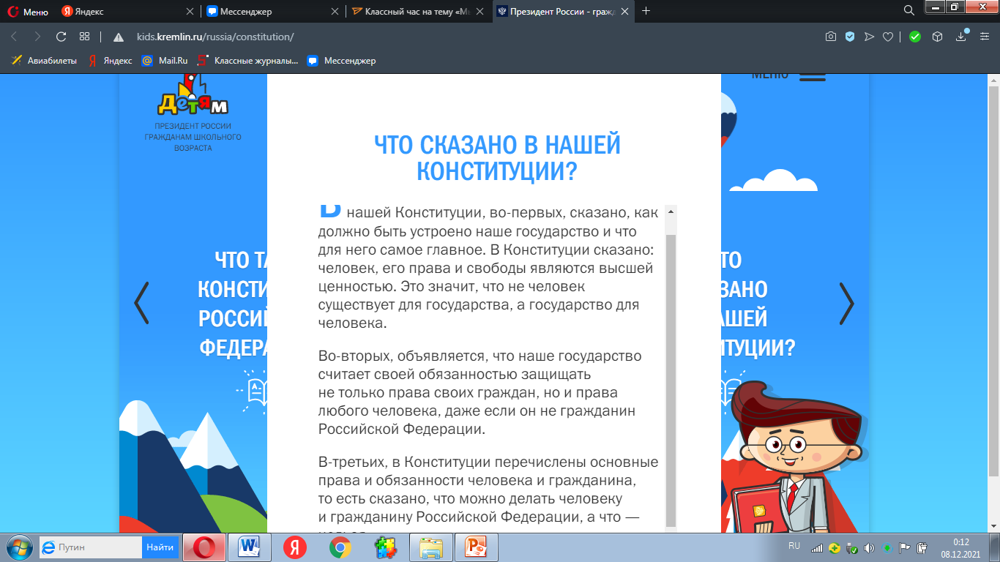 Меню
Яндекс
Мессенджер
Классный час на тему «Мы
Президент России - гражд
kids.kremlin.ru/russia/constitution/
Авиабилеты
Яндекс
Mail.Ru
Классные журналы...
Мессенджер
Детям
ПРЕЗИДЕНТ РОССИИ
ГРАЖДАНАМ ШКОЛЬНОГО
ВОЗРАСТА
МЕНЮ
ЧТО СКАЗАНО В НАШЕЙ
КОНСТИТУЦИИ?
В нашей Конституции, во-первых, сказано, как
должно быть устроено наше государство и что
для него самое главное. В Конституции сказано:
человек, его права и свободы являются высшей
ценностью. Это значит, что не человек
существует для государства, а государство для
человека.
Во-вторых, объявляется, что наше государство
считает своей обязанностью защищать
не только права своих граждан, но и права
любого человека, даже если он не гражданин
Российской Федерации.
В-третьих, в Конституции перечислены основные
права и обязанности человека и гражданина,
то есть сказано, что можно делать человеку
и гражданину Российской Федерации, а что —
ЧТО ТА
КОНСТИ
РОССИЙ
ФЕДЕРА
ТО
ЗАНО
АШЕЙ
ИТУЦИИ?
Путин
Найти
RU
0:12
08.12.2021